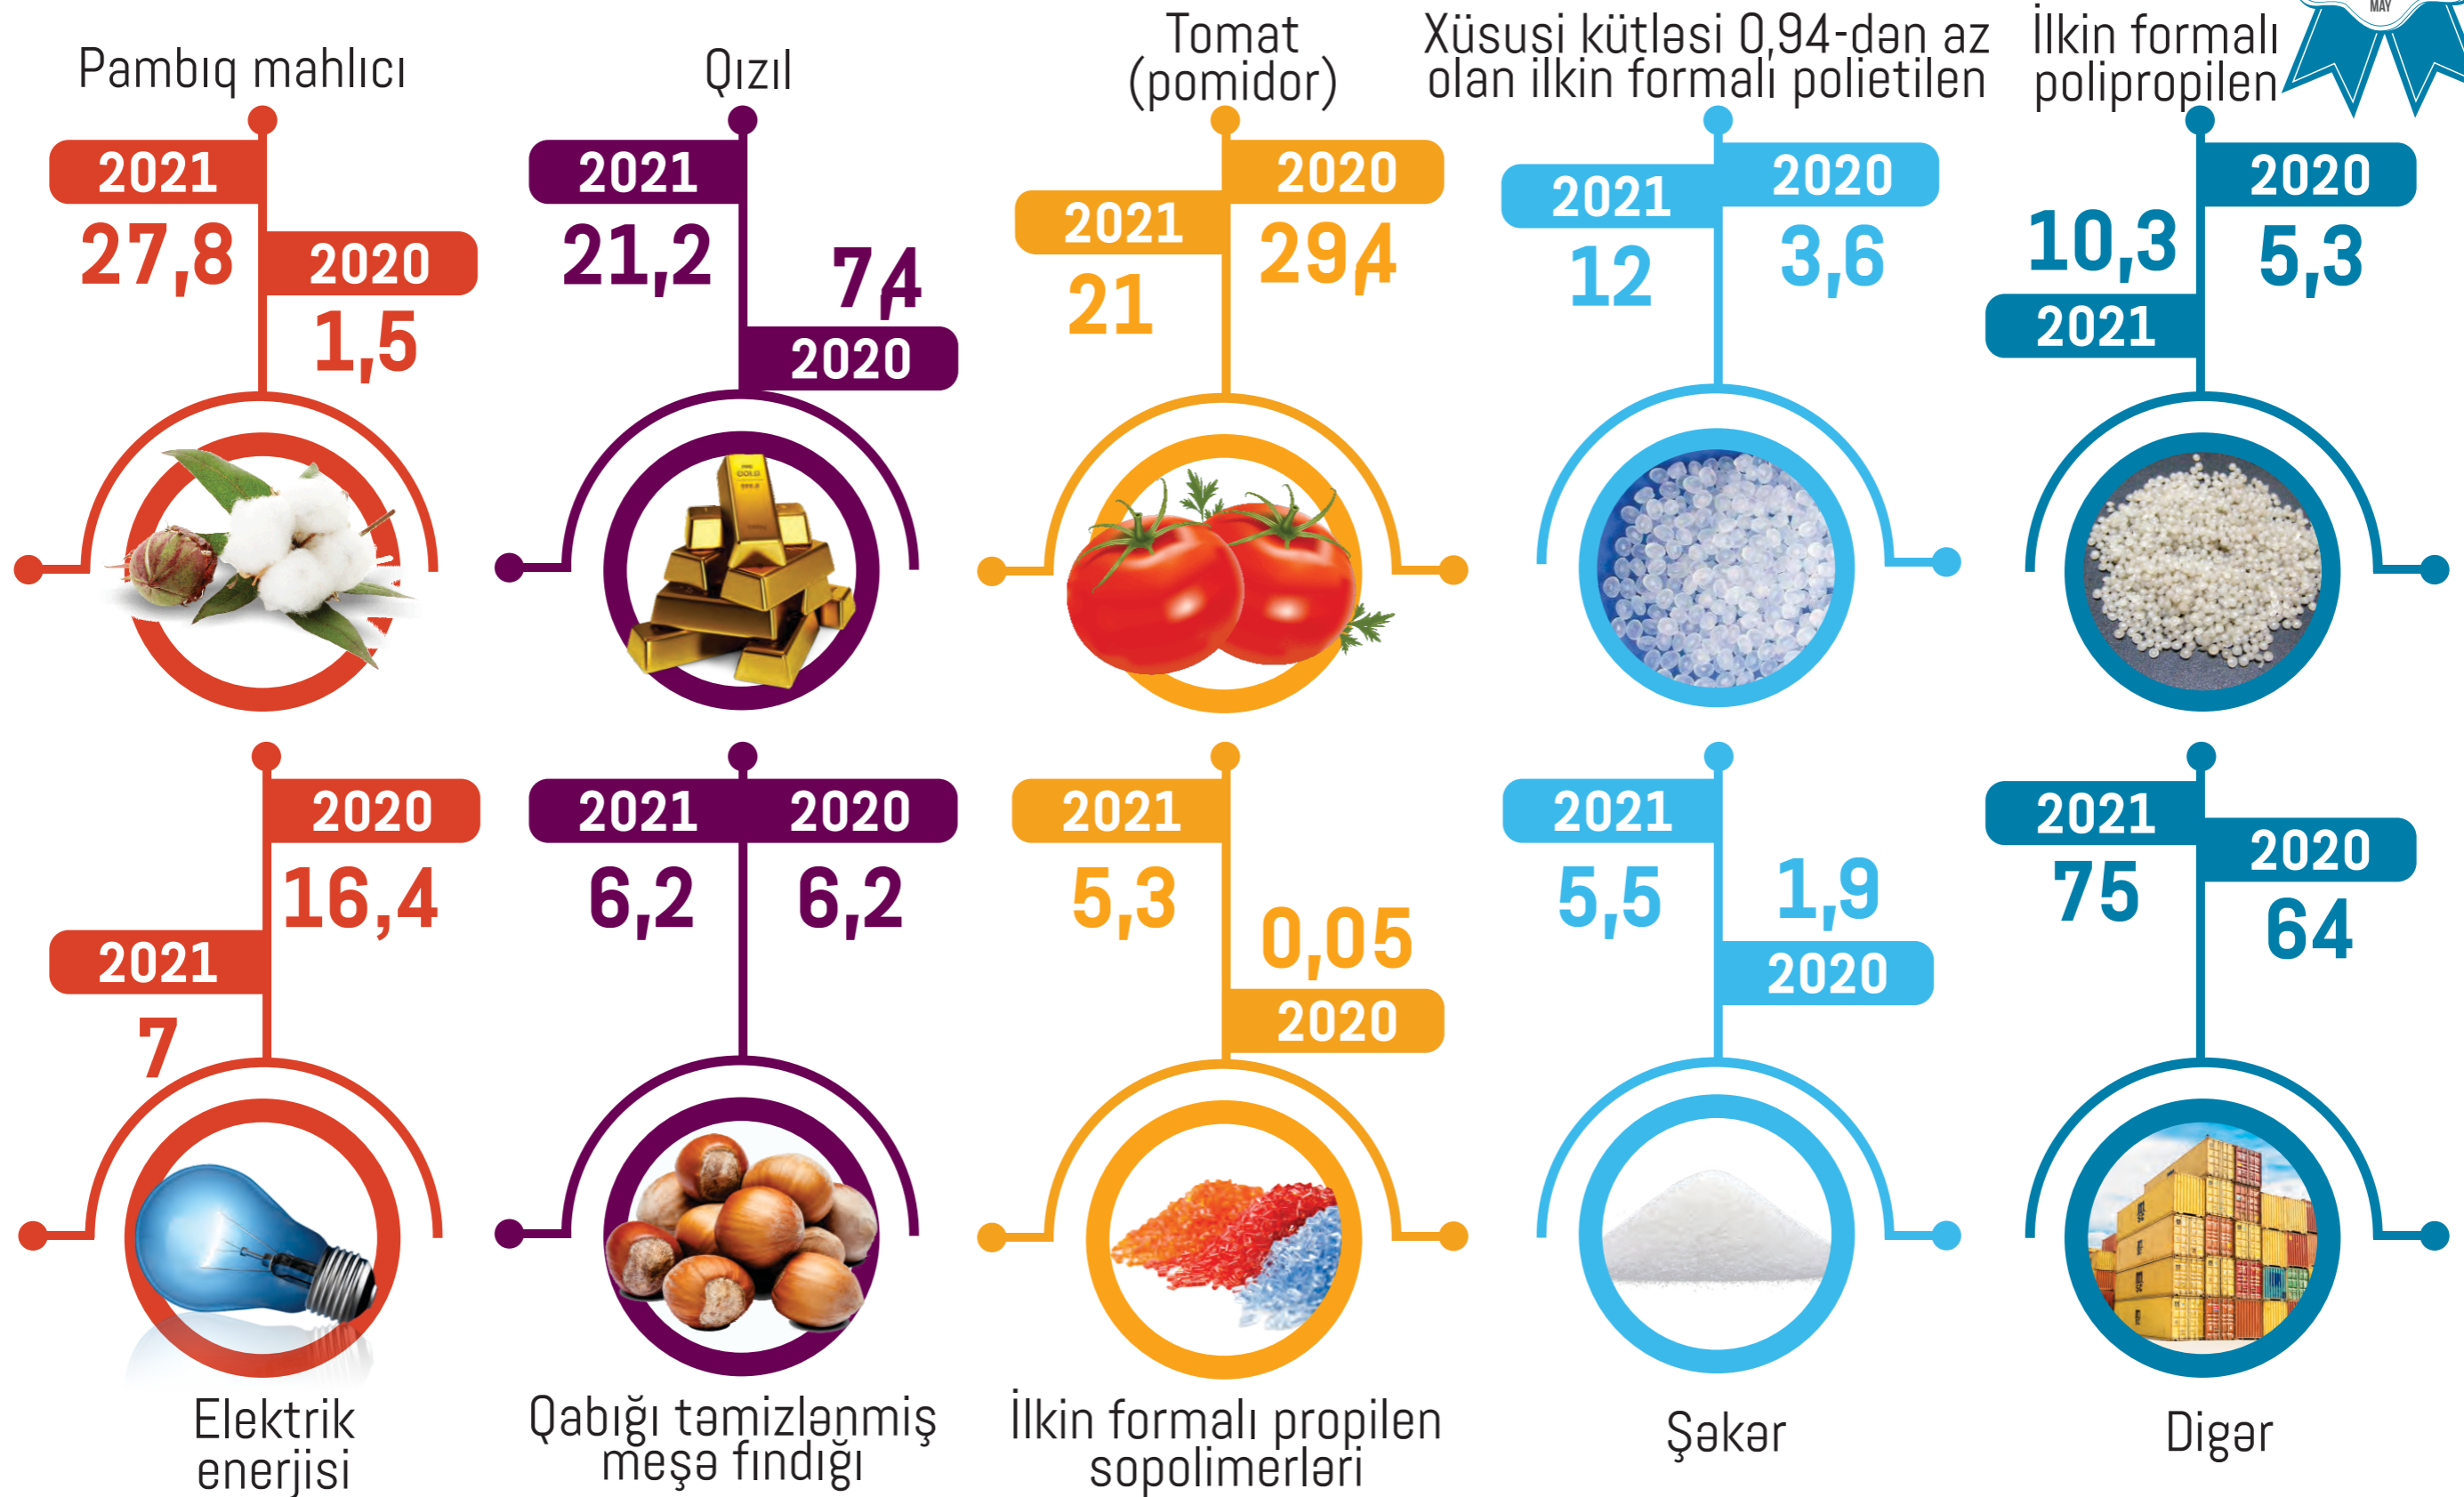 MAY
Pambıq mahlıcı
2021
27,8
2020
1,5
Qızıl
2021
21,2
7,4
2020
Tomat
(pomidor)
2020
29,4
2021
21
Xüsusi kütləsi 0,94-dən az
olan ilkin formalı polietilen
2021
12
2020
3,6
İlkin formalı
polipropilen
10,3
2021
2020
5,3
2020
16,4
2021
7
Elektrik
enerjisi
2021
6,2
2020
6,2
Qabığı təmizlənmiş
meşə fındığı
2021
5,3
0,05
2020
İlkin formalı propilen
sopolimerləri
2021
5,5
1,9
2020
Şəkər
2021
75
2020
64
Digər